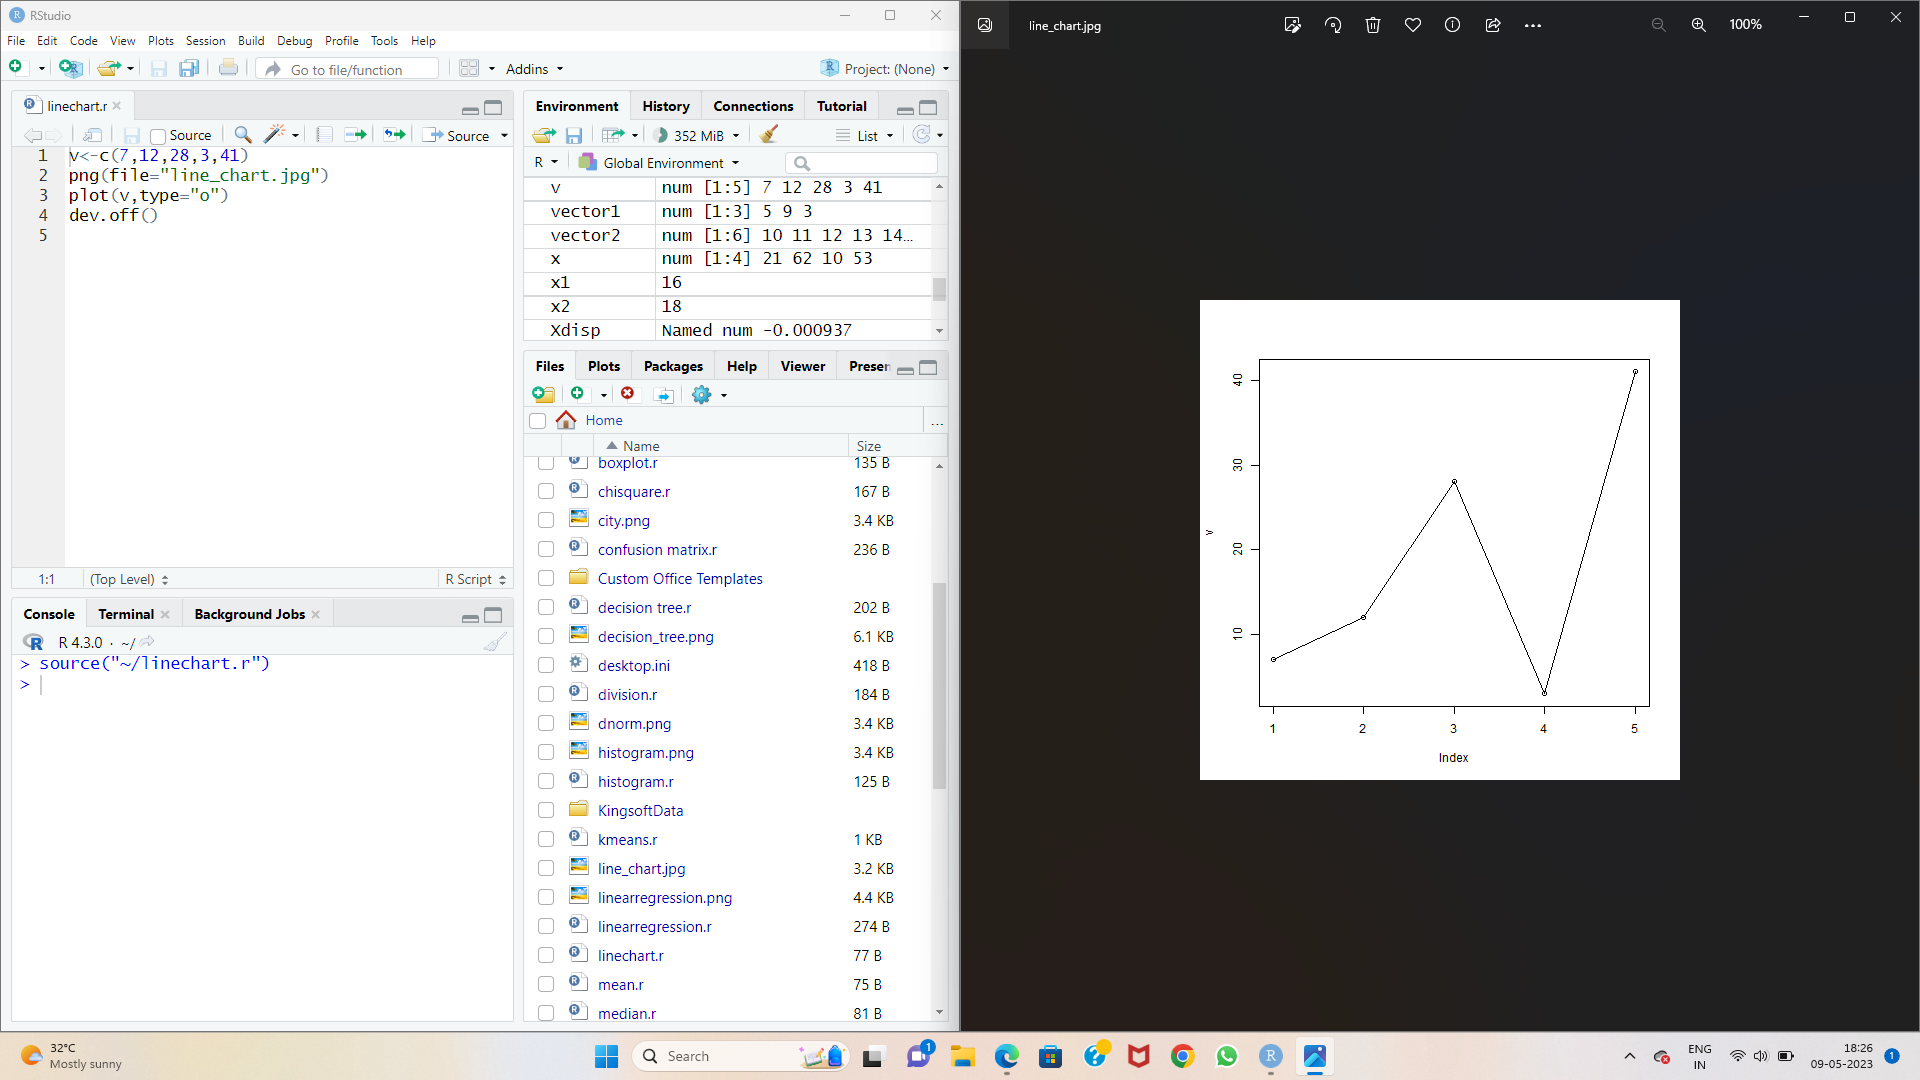 RStudio
File Edit Code View Plots Session Build Debug Profile Tools Help
Go to file/function Addins Project: (None)
linechart.r
Source Source
1 v<-c(7,12,28,3,41)
2 png(file="line_chart.jpg")
3 plot(v,type="o")
4 dev.off()
5
1:1 (Top Level) R Script
Console Terminal Background Jobs
R 4.3.0 · ~/
> source("~/linechart.r")
>
Environment History Connections Tutorial
352 MiB List
R Global Environment
v num [1:5] 7 12 28 3 41
vector1 num [1:3] 5 9 3
vector2 num [1:6] 10 11 12 13 14…
x num [1:4] 21 62 10 53
x1 16
x2 18
Xdisp Named num -0.000937
Files Plots Packages Help Viewer Presen
Home ...
Name Size
boxplot.r 135 B
chisquare.r 167 B
city.png 3.4 KB
confusion matrix.r 236 B
Custom Office Templates
decision tree.r 202 B
decision_tree.png 6.1 KB
desktop.ini 418 B
division.r 184 B
dnorm.png 3.4 KB
histogram.png 3.4 KB
histogram.r 125 B
KingsoftData
kmeans.r 1 KB
line_chart.jpg 3.2 KB
linearregression.png 4.4 KB
linearregression.r 274 B
linechart.r 77 B
mean.r 75 B
median.r 81 B
line_chart.jpg 100%
40
30
20
10
v
1 2 3 4 5
Index
32°C
Mostly sunny
Search
1
ENG
IN
18:26
09-05-2023
1